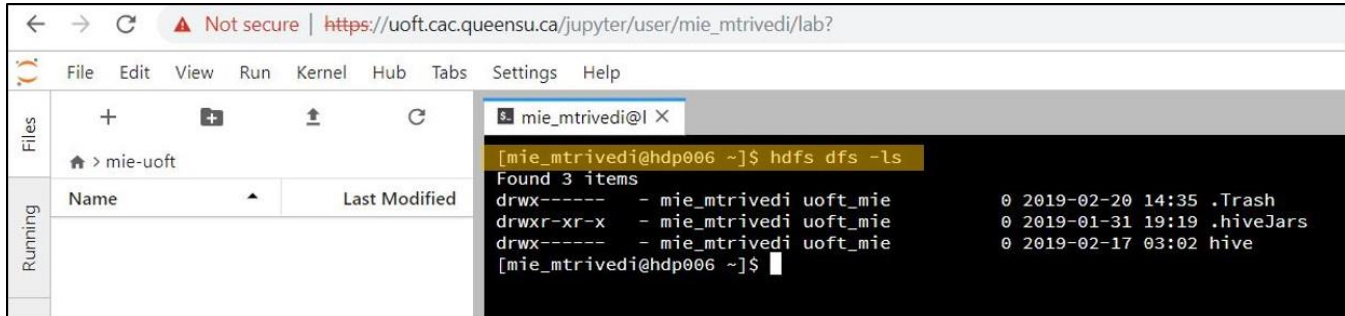 Not secure | https://uoft.cac.queensu.ca/jupyter/user/mie_mtrivedi/lab?
File Edit View Run Kernel Hub Tabs Settings Help
Files
Running
> mie-uoft
Name Last Modified
mie_mtrivedi@l
[mie_mtrivedi@hdp006 ~]$ hdfs dfs -ls
Found 3 items
drwx------ - mie_mtrivedi uoft_mie 0 2019-02-20 14:35 .Trash
drwxr-xr-x - mie_mtrivedi uoft_mie 0 2019-01-31 19:19 .hiveJars
drwx------ - mie_mtrivedi uoft_mie 0 2019-02-17 03:02 hive
[mie_mtrivedi@hdp006 ~]$